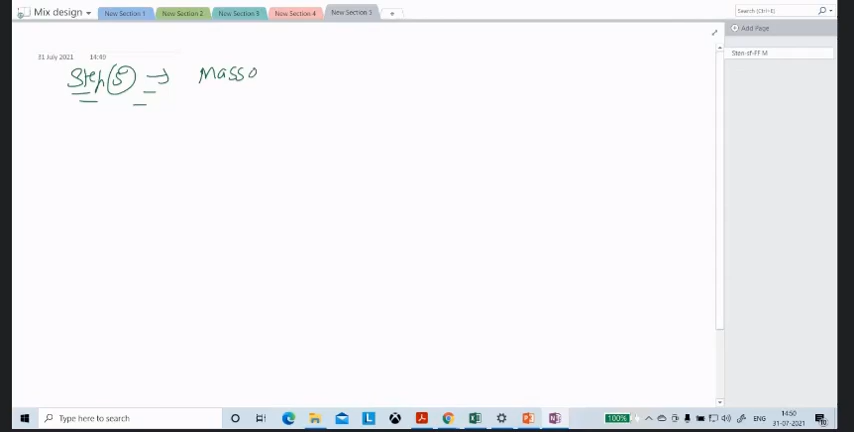 Mix design
New Section 1
New Section 2
New Section 3
New Section 4
New Section 5
+
Search (Ctrl+E)
Add Page
31 July 2021 14:49
Step (5) → Masso
Type here to search
100%
ENG
14:50
31-07-2021